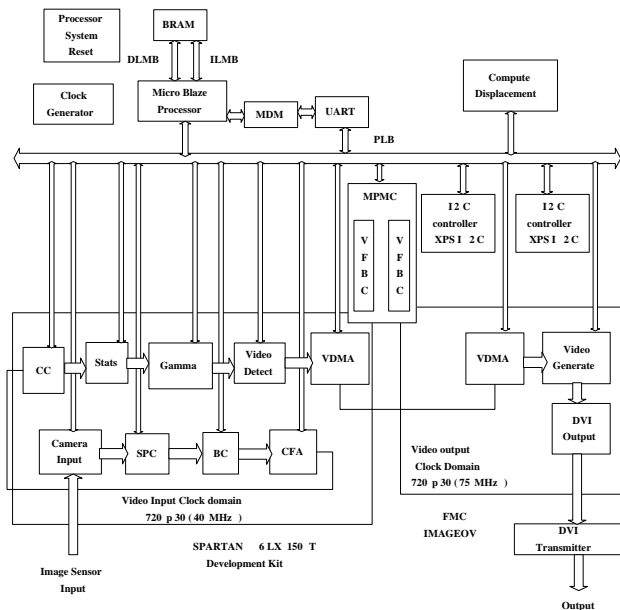 Processor
System
Reset
BRAM
DLMB
ILMB
Clock
Generator
Micro Blaze
Processor
MDM
UART
Compute
Displacement
PLB
MPMC
V
F
B
C
V
F
B
C
I 2 C
controller
XPS I 2 C
I 2 C
controller
XPS I 2 C
CC
Stats
Gamma
Video
Detect
VDMA
VDMA
Video
Generate
Camera
Input
SPC
BC
CFA
DVI
Output
Video output
Clock Domain
720 p 30 ( 75 MHz )
Video Input Clock domain
720 p 30 ( 40 MHz )
FMC
IMAGEOV
SPARTAN 6 LX 150 T
Development Kit
DVI
Transmitter
Image Sensor
Input
Output